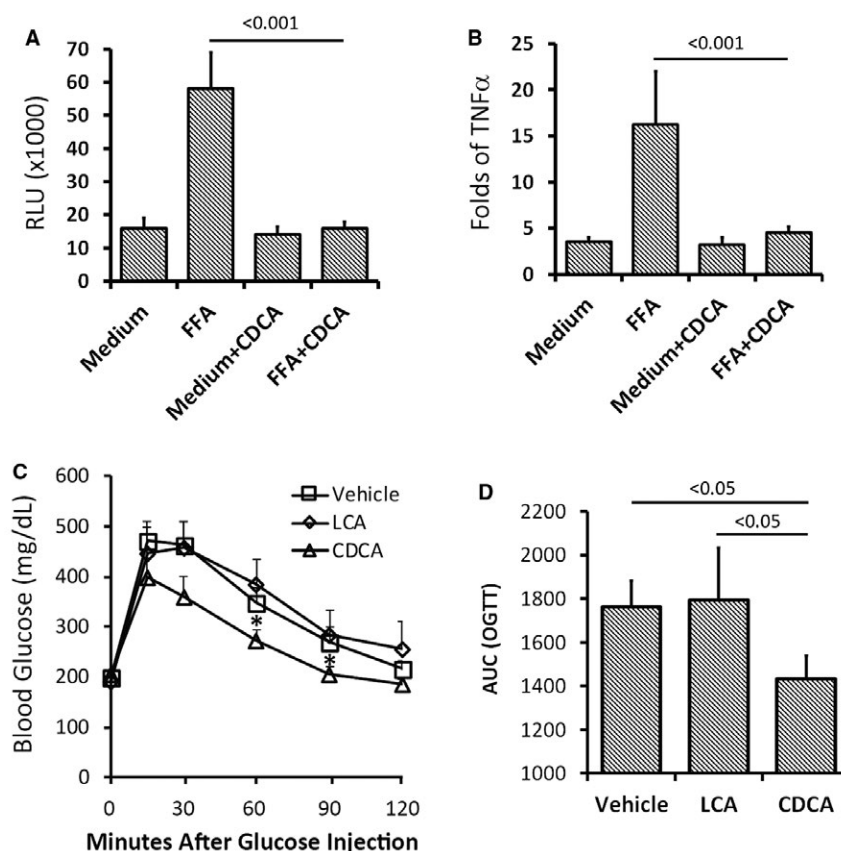 A
<0.001
RLU (x1000)
70
60
50
40
30
20
10
0
Medium
FFA
Medium+CDCA
FFA+CDCA
B
<0.001
Folds of TNFα
25
20
15
10
5
0
Medium
FFA
Medium+CDCA
FFA+CDCA
C
Blood Glucose (mg/dL)
600
500
400
300
200
100
0
Vehicle
LCA
CDCA
*
*
0 30 60 90 120
Minutes After Glucose Injection
D
<0.05
<0.05
AUC (OGTT)
2200
2000
1800
1600
1400
1200
1000
Vehicle LCA CDCA